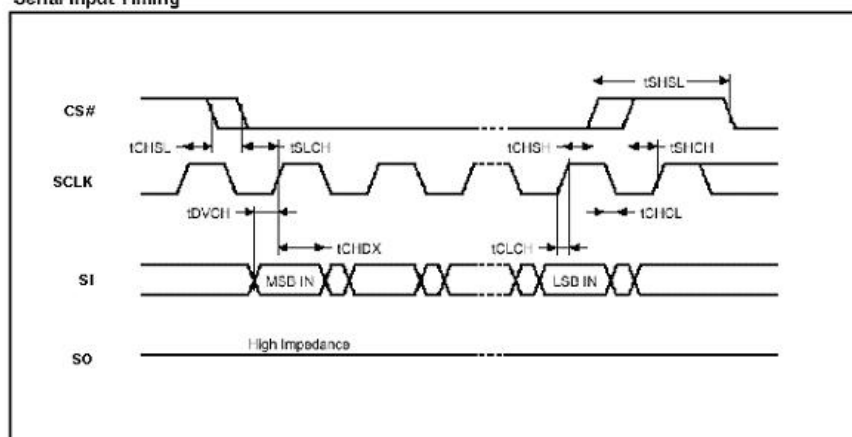 Serial Input Timing
tSHSL
CS#
tCHSL
tSLCH
tCHSH
tSHCH
SCLK
tDVCH
tCHCL
tCHDX
tCLCH
SI
MSB IN
LSB IN
High Impedance
SO